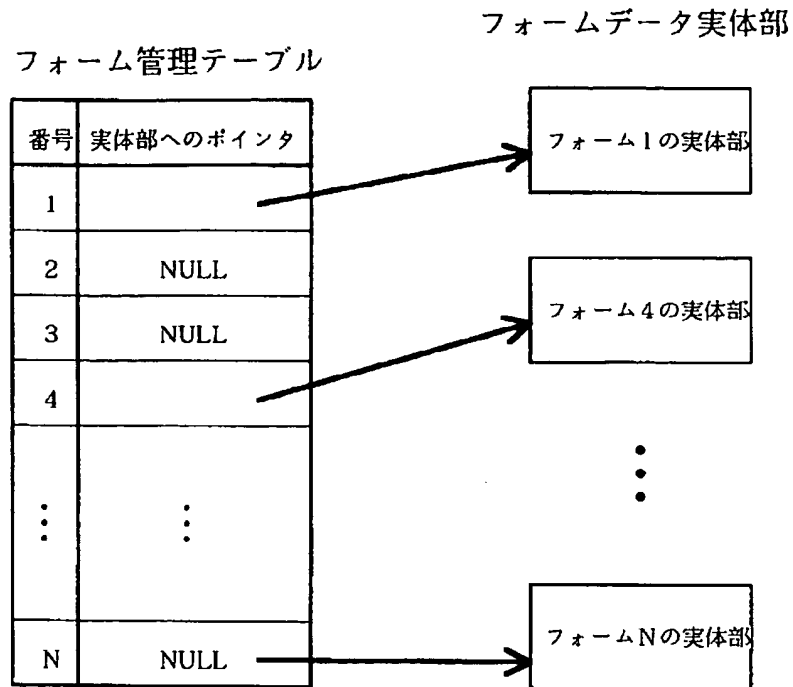 フォームデータ実体部
フォーム管理テーブル
番号 実体部へのポインタ
フォーム1の実体部
1
2 NULL
フォーム4の実体部
3 NULL
4
フォームNの実体部
N NULL